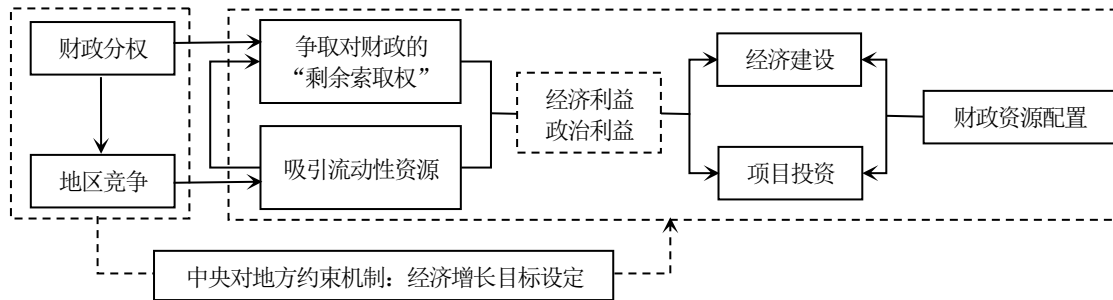 财政分权
地区竞争
争取对财政的
“剩余索取权”
吸引流动性资源
经济利益
政治利益
经济建设
项目投资
财政资源配置
中央对地方约束机制：经济增长目标设定